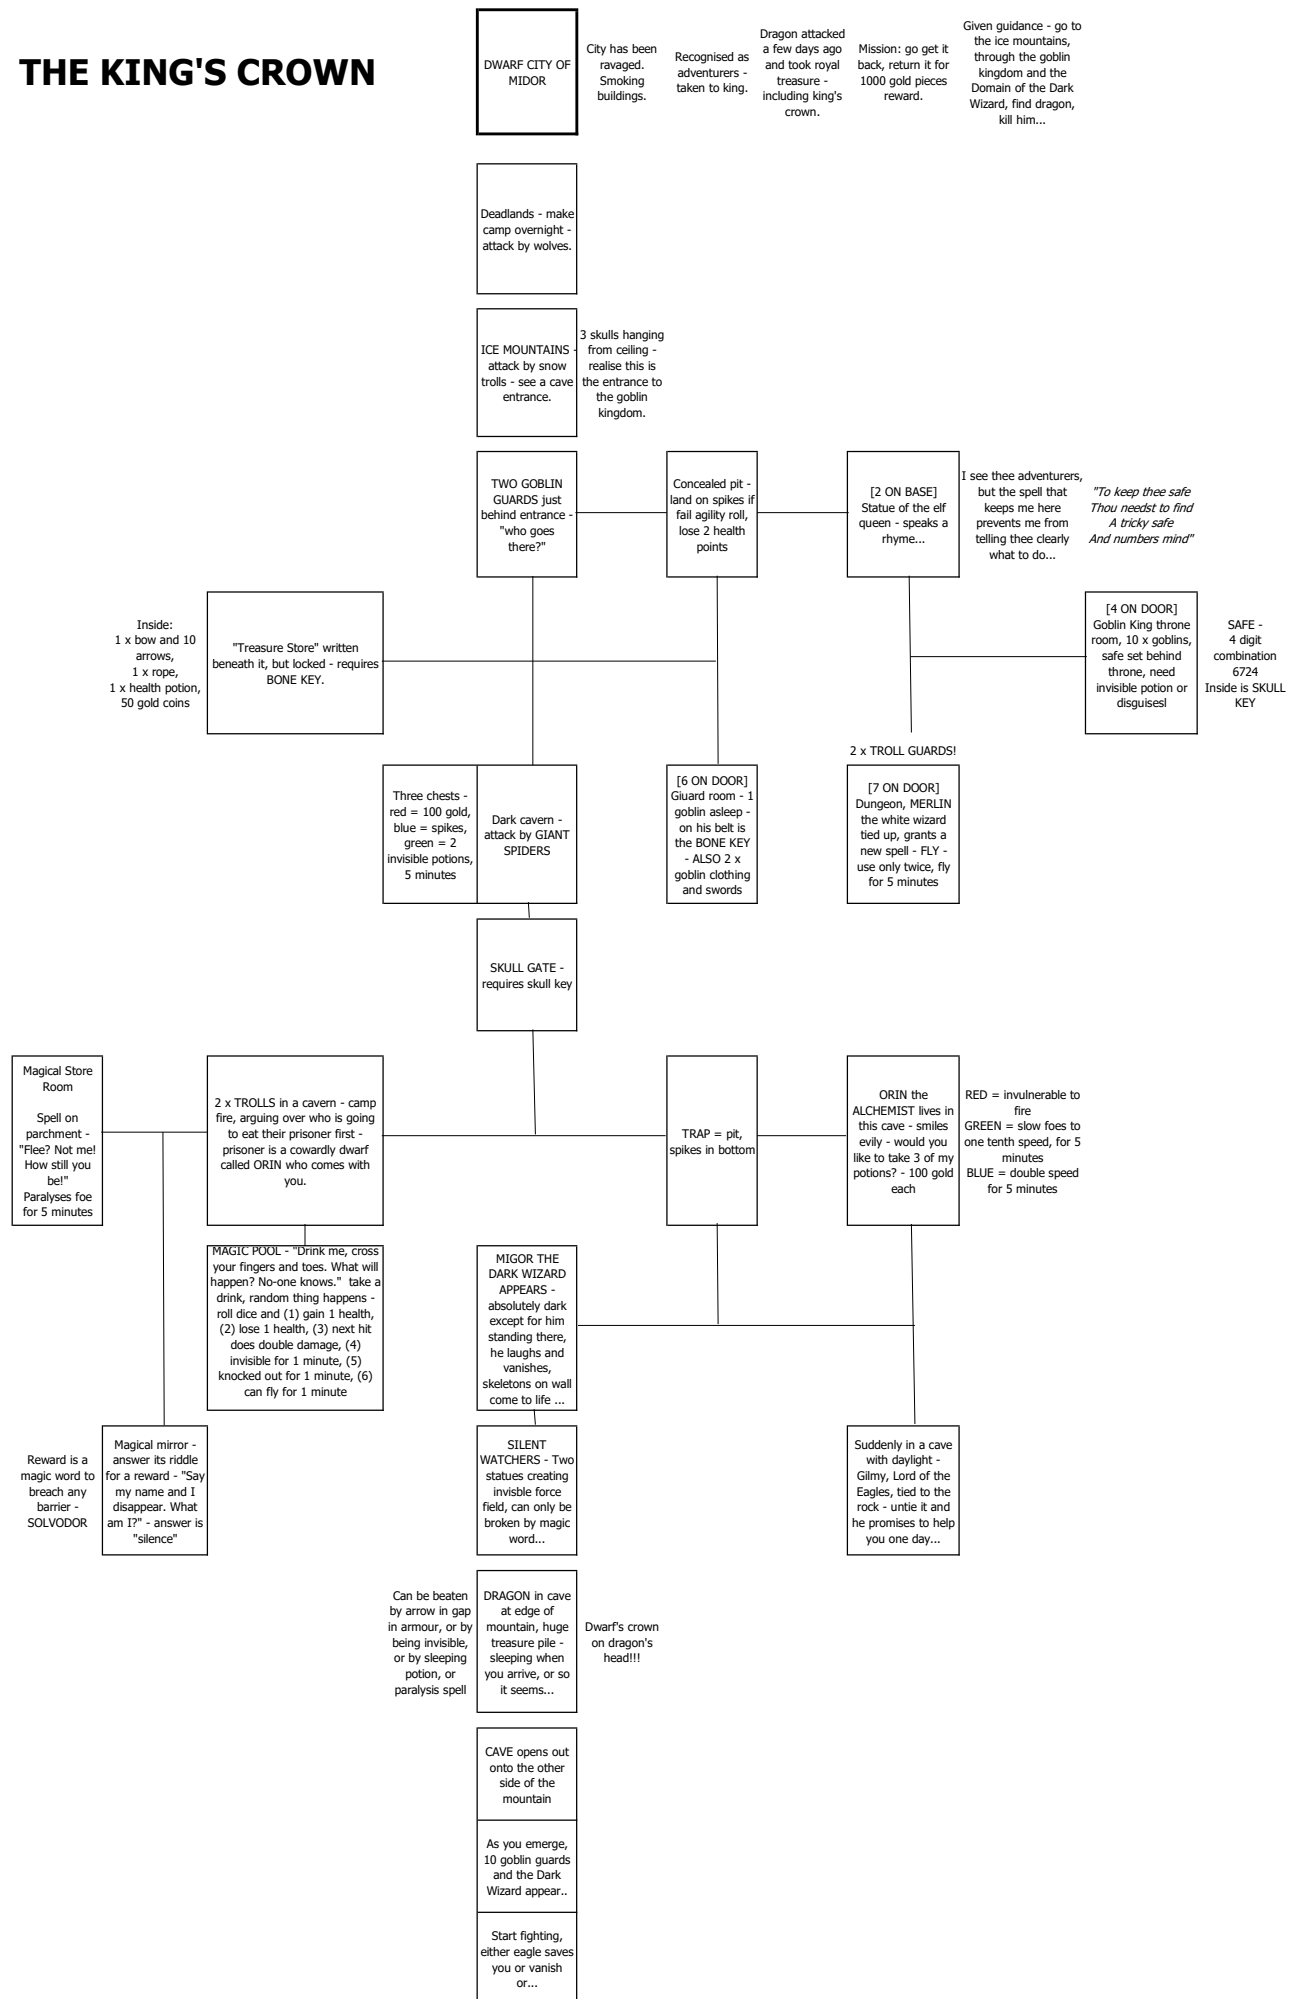 THE KING'S CROWN
DWARF CITY OF
MIDOR
City has been
ravaged.
Smoking
buildings.
Recognised as
adventurers -
taken to king.
Dragon attacked
a few days ago
and took royal
treasure -
including king's
crown.
Mission: go get it
back, return it for
1000 gold pieces
reward.
Given guidance - go to
the ice mountains,
through the goblin
kingdom and the
Domain of the Dark
Wizard, find dragon,
kill him...
Deadlands - make
camp overnight -
attack by wolves.
ICE MOUNTAINS -
attack by snow
trolls - see a cave
entrance.
3 skulls hanging
from ceiling -
realise this is
the entrance to
the goblin
kingdom.
TWO GOBLIN
GUARDS just
behind entrance -
"who goes
there?"
Concealed pit -
land on spikes if
fail agility roll,
lose 2 health
points
[2 ON BASE]
Statue of the elf
queen - speaks a
rhyme...
I see thee adventurers,
but the spell that
keeps me here
prevents me from
telling thee clearly
what to do...
"To keep thee safe
Thou needst to find
A tricky safe
And numbers mind"
Inside:
1 x bow and 10
arrows,
1 x rope,
1 x health potion,
50 gold coins
"Treasure Store" written
beneath it, but locked - requires
BONE KEY.
[4 ON DOOR]
Goblin King throne
room, 10 x goblins,
safe set behind
throne, need
invisible potion or
disguisesl
SAFE -
4 digit
combination
6724
Inside is SKULL
KEY
2 x TROLL GUARDS!
Three chests -
red = 100 gold,
blue = spikes,
green = 2
invisible potions,
5 minutes
Dark cavern -
attack by GIANT
SPIDERS
[6 ON DOOR]
Giuard room - 1
goblin asleep -
on his belt is
the BONE KEY
- ALSO 2 x
goblin clothing
and swords
[7 ON DOOR]
Dungeon, MERLIN
the white wizard
tied up, grants a
new spell - FLY -
use only twice, fly
for 5 minutes
SKULL GATE -
requires skull key
Magical Store
Room
Spell on
parchment -
"Flee? Not me!
How still you
be!"
Paralyses foe
for 5 minutes
2 x TROLLS in a cavern - camp
fire, arguing over who is going
to eat their prisoner first -
prisoner is a cowardly dwarf
called ORIN who comes with
you.
TRAP = pit,
spikes in bottom
ORIN the
ALCHEMIST lives in
this cave - smiles
evily - would you
like to take 3 of my
potions? - 100 gold
each
RED = invulnerable to
fire
GREEN = slow foes to
one tenth speed, for 5
minutes
BLUE = double speed
for 5 minutes
MAGIC POOL - "Drink me, cross
your fingers and toes. What will
happen? No-one knows."  take a
drink, random thing happens -
roll dice and (1) gain 1 health,
(2) lose 1 health, (3) next hit
does double damage, (4)
invisible for 1 minute, (5)
knocked out for 1 minute, (6)
can fly for 1 minute
MIGOR THE
DARK WIZARD
APPEARS -
absolutely dark
except for him
standing there,
he laughs and
vanishes,
skeletons on wall
come to life ...
Reward is a
magic word to
breach any
barrier -
SOLVODOR
Magical mirror -
answer its riddle
for a reward - "Say
my name and I
disappear. What
am I?" - answer is
"silence"
SILENT
WATCHERS - Two
statues creating
invisble force
field, can only be
broken by magic
word...
Suddenly in a cave
with daylight -
Gilmy, Lord of the
Eagles, tied to the
rock - untie it and
he promises to help
you one day...
Can be beaten
by arrow in gap
in armour, or by
being invisible,
or by sleeping
potion, or
paralysis spell
DRAGON in cave
at edge of
mountain, huge
treasure pile -
sleeping when
you arrive, or so
it seems...
Dwarf's crown
on dragon's
head!!!
CAVE opens out
onto the other
side of the
mountain
As you emerge,
10 goblin guards
and the Dark
Wizard appear..
Start fighting,
either eagle saves
you or vanish
or...